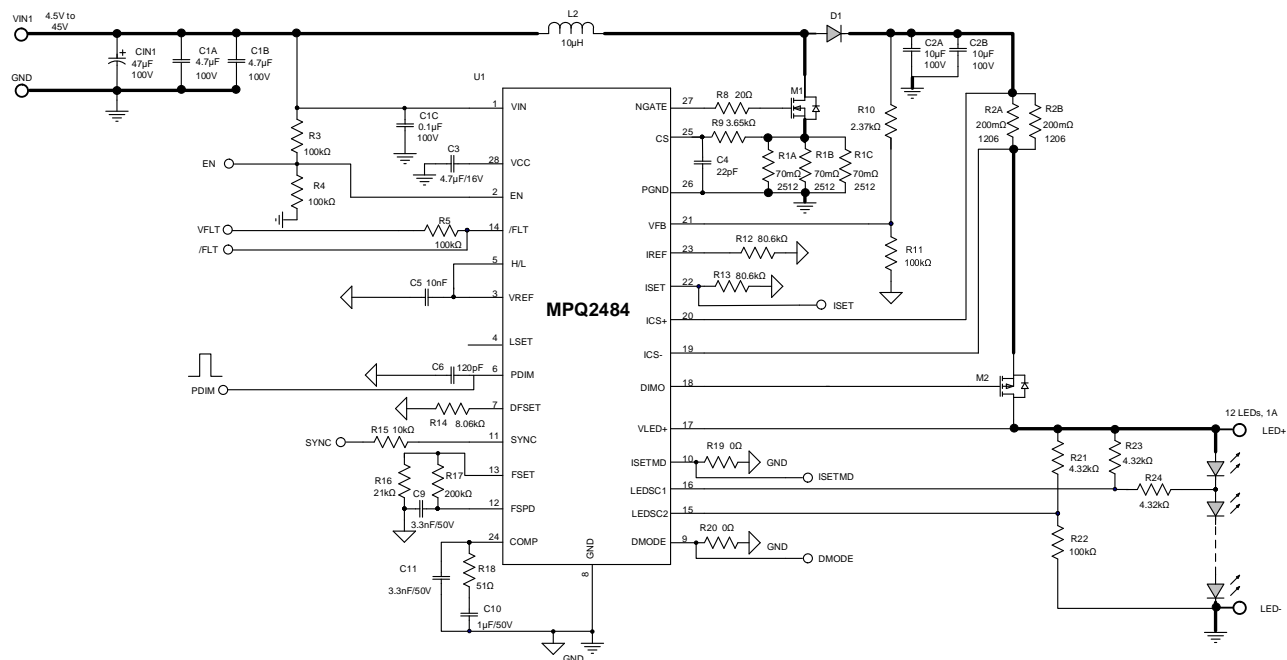 VIN1
4.5V to
45V
L2
10µH
D1
CIN1
47µF
100V
C1A
4.7µF
100V
C1B
4.7µF
100V
C2A
10µF
100V
C2B
10µF
100V
GND
U1
M1
NGATE
27
R8 20Ω
R10
2.37kΩ
R2A
200mΩ
1206
R2B
200mΩ
1206
1
VIN
C1C
0.1µF
100V
R3
100kΩ
CS
25
R9 3.65kΩ
C4
22pF
R1A
70mΩ
2512
R1B
70mΩ
2512
R1C
70mΩ
2512
EN
C3
4.7µF/16V
28
VCC
PGND
26
R4
100kΩ
2
EN
VFLT
R5
100kΩ
14
/FLT
/FLT
VFB
21
IREF
23
R12 80.6kΩ
R11
100kΩ
5
H/L
ISET
22
R13 80.6kΩ
ISET
C5 10nF
3
VREF
MPQ2484
ICS+
20
4
LSET
ICS-
19
C6
120pF
6
PDIM
PDIM
DIMO
18
M2
7
DFSET
R14 8.06kΩ
R15 10kΩ
SYNC
11
SYNC
VLED+
17
12 LEDs, 1A
LED+
R19 0Ω
GND
ISETMD
10
ISETMD
R21
4.32kΩ
R23
4.32kΩ
R24
4.32kΩ
R16
21kΩ
R17
200kΩ
13
FSET
LEDSC1
16
C9
3.3nF/50V
12
FSPD
LEDSC2
15
R20 0Ω
GND
DMODE
9
DMODE
R22
100kΩ
24
COMP
GND
8
C11
3.3nF/50V
R18
51Ω
C10
1µF/50V
GND
LED-